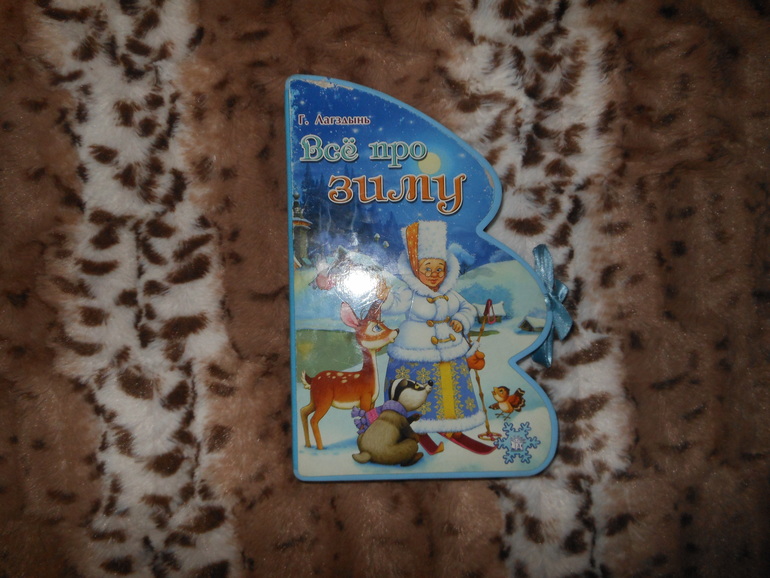 Г. Лагздынь
Всё про
зиму